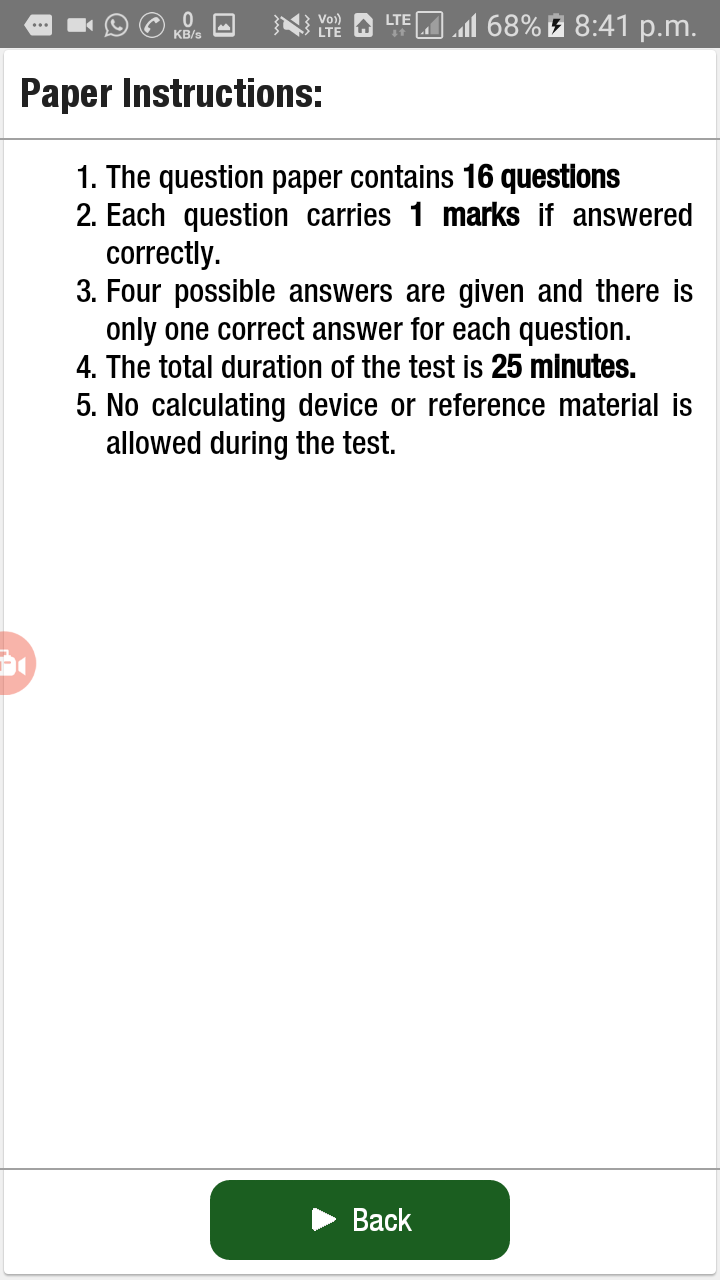 0 KB/s Vo)) LTE LTE 68% 8:41 p.m.
Paper Instructions:
1. The question paper contains 16 questions
2. Each question carries 1 marks if answered
correctly.
3. Four possible answers are given and there is
only one correct answer for each question.
4. The total duration of the test is 25 minutes.
5. No calculating device or reference material is
allowed during the test.
Back